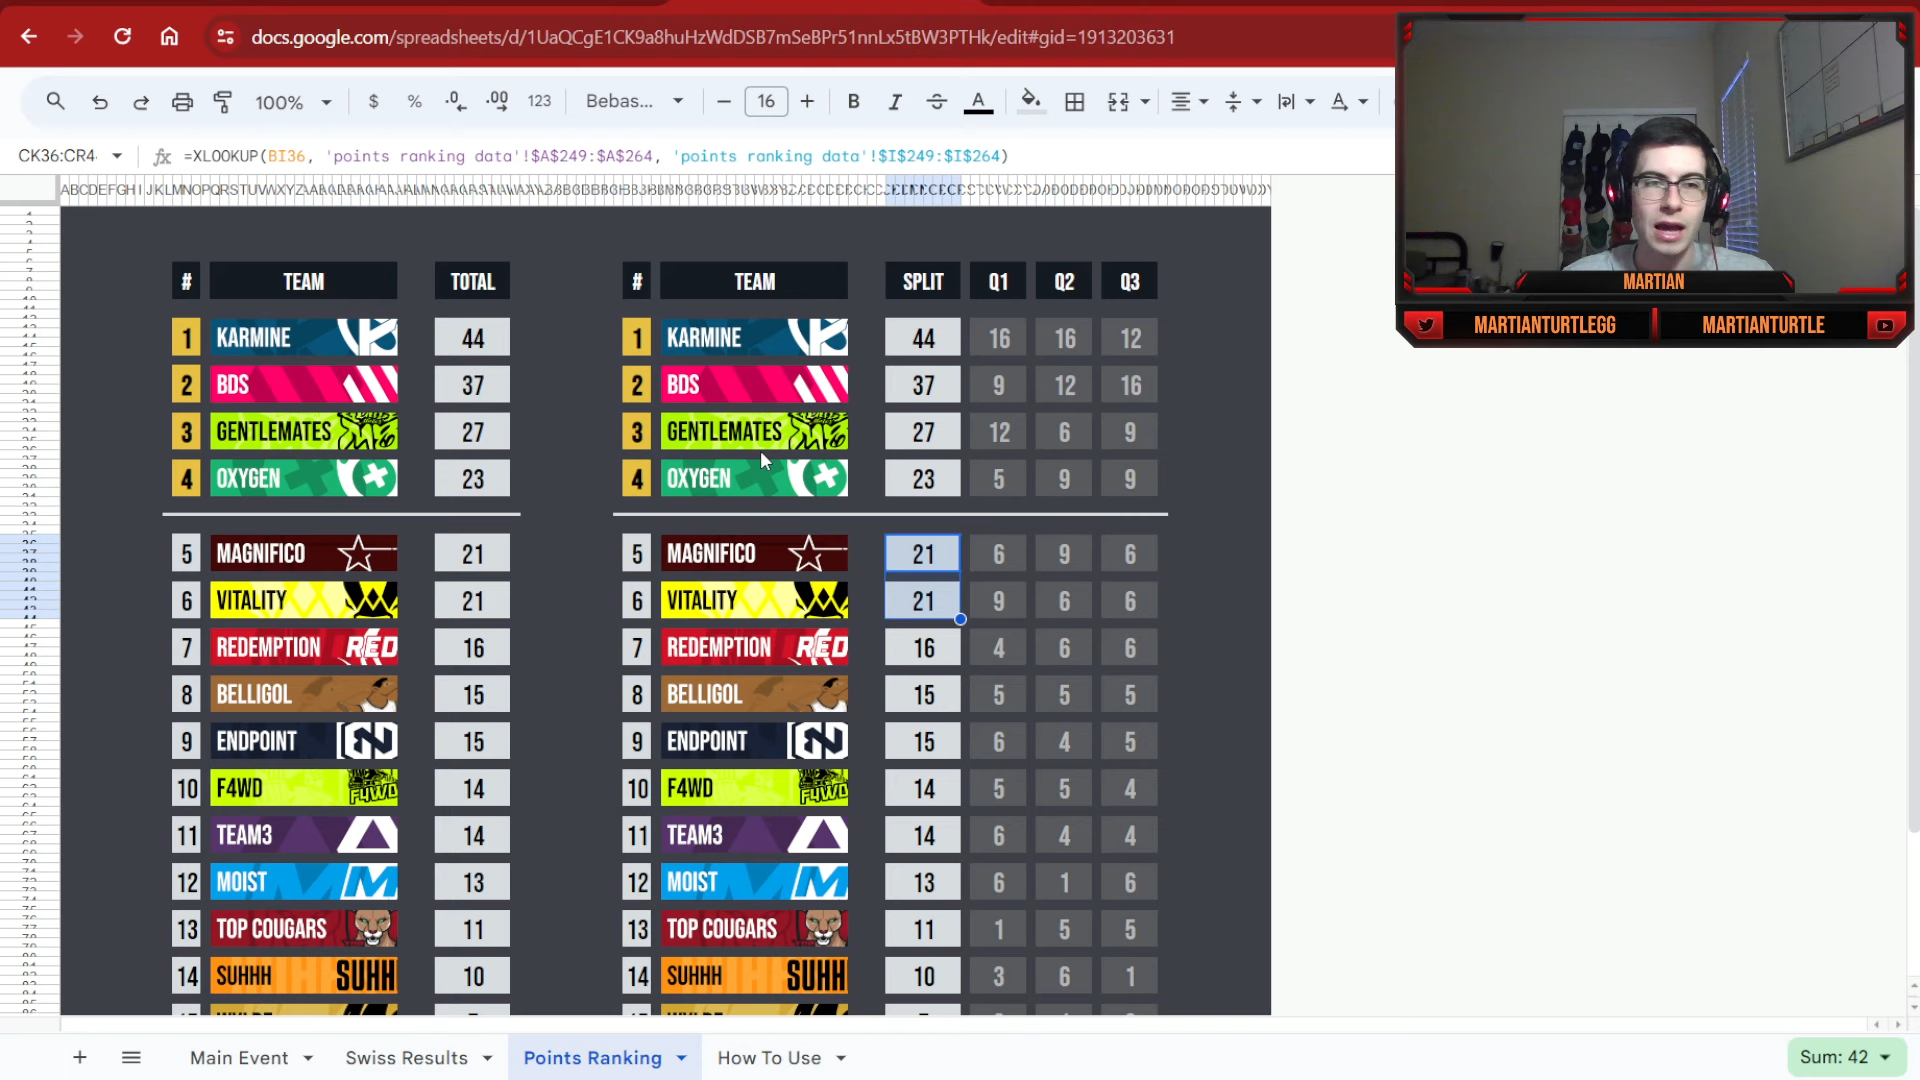 docs.google.com/spreadsheets/d/1UaQCgE1CK9a8huHzWdDSB7mSeBPr51nnLx5tBW3PTHk/edit#gid=1913203631
100% $ % .0 .00 123 Bebas... 16 B I A A
CK36:CR4 fx =XLOOKUP(BI36, 'points ranking data'!$A$249:$A$264, 'points ranking data'!$I$249:$I$264)
# TEAM TOTAL # TEAM SPLIT Q1 Q2 Q3
1 KARMINE 44 1 KARMINE 44 16 16 12
2 BDS 37 2 BDS 37 9 12 16
3 GENTLEMATES 27 3 GENTLEMATES 27 12 6 9
4 OXYGEN 23 4 OXYGEN 23 5 9 9
5 MAGNIFICO 21 5 MAGNIFICO 21 6 9 6
6 VITALITY 21 6 VITALITY 21 9 6 6
7 REDEMPTION RED 16 7 REDEMPTION RED 16 4 6 6
8 BELLIGOL 15 8 BELLIGOL 15 5 5 5
9 ENDPOINT 15 9 ENDPOINT 15 6 4 5
10 F4WD F4WD 14 10 F4WD F4WD 14 5 5 4
11 TEAM3 14 11 TEAM3 14 6 4 4
12 MOIST M 13 12 MOIST M 13 6 1 6
13 TOP COUGARS 11 13 TOP COUGARS 11 1 5 5
14 SUHHH SUHH 10 14 SUHHH SUHH 10 3 6 1
Main Event Swiss Results Points Ranking How To Use
Sum: 42
MARTIAN
MARTIANTURTLEGG MARTIANTURTLE